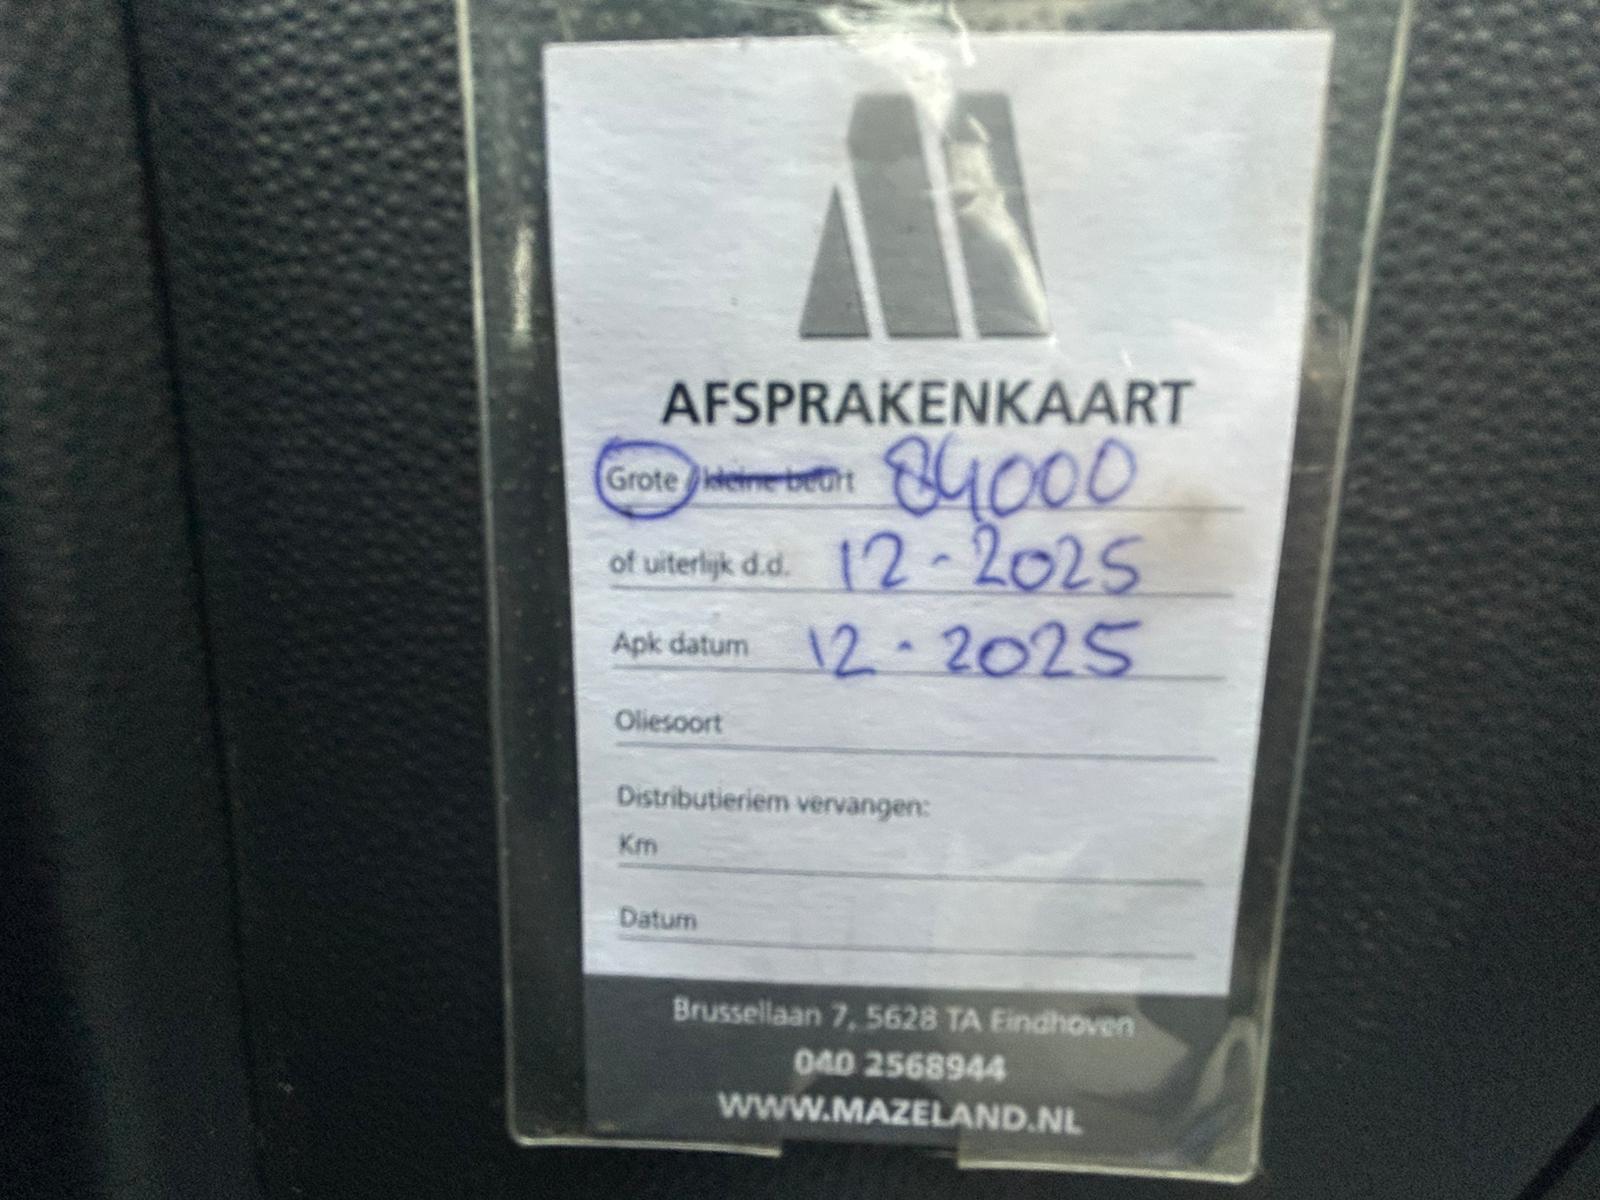 AFSPRAKENKAART
Grote / kleine beurt 84000
of uiterlijk d.d. 12-2025
Apk datum 12-2025
Oliesoort
Distributieriem vervangen:
Km
Datum
Brussellaan 7, 5628 TA Eindhoven
040 2568944
WWW.MAZELAND.NL